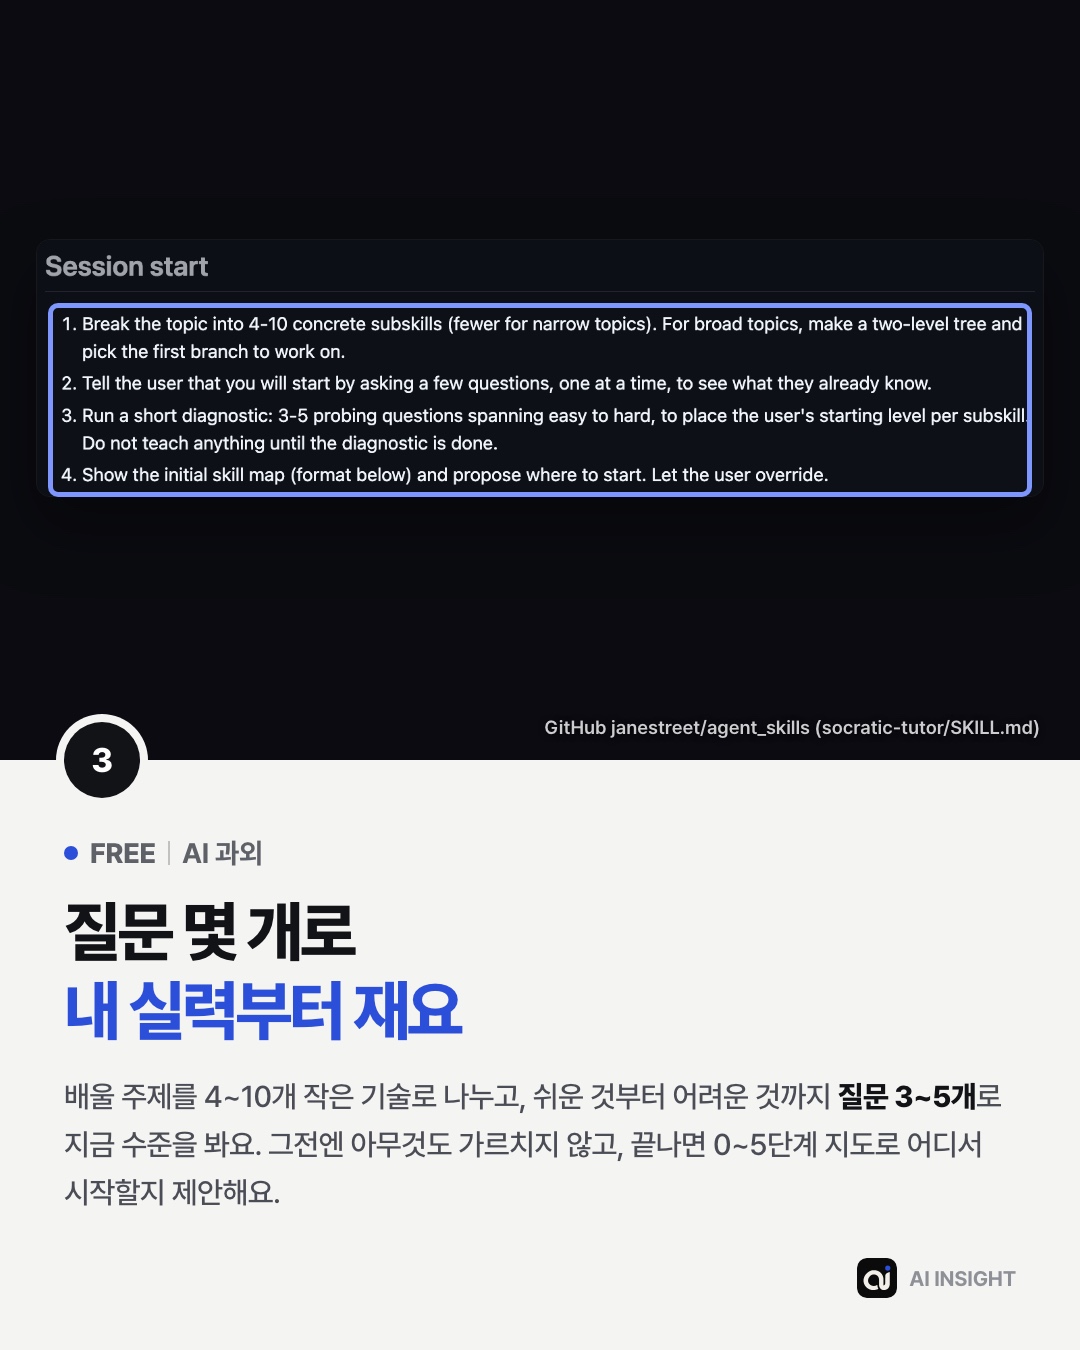 Session start
1. Break the topic into 4-10 concrete subskills (fewer for narrow topics). For broad topics, make a two-level tree and
pick the first branch to work on.
2. Tell the user that you will start by asking a few questions, one at a time, to see what they already know.
3. Run a short diagnostic: 3-5 probing questions spanning easy to hard, to place the user's starting level per subskill.
Do not teach anything until the diagnostic is done.
4. Show the initial skill map (format below) and propose where to start. Let the user override.
GitHub janestreet/agent_skills (socratic-tutor/SKILL.md)
3
FREE | AI 과외
질문 몇 개로
내 실력부터 재요
배울 주제를 4~10개 작은 기술로 나누고, 쉬운 것부터 어려운 것까지 질문 3~5개로
지금 수준을 봐요. 그전엔 아무것도 가르치지 않고, 끝나면 0~5단계 지도로 어디서
시작할지 제안해요.
ai AI INSIGHT